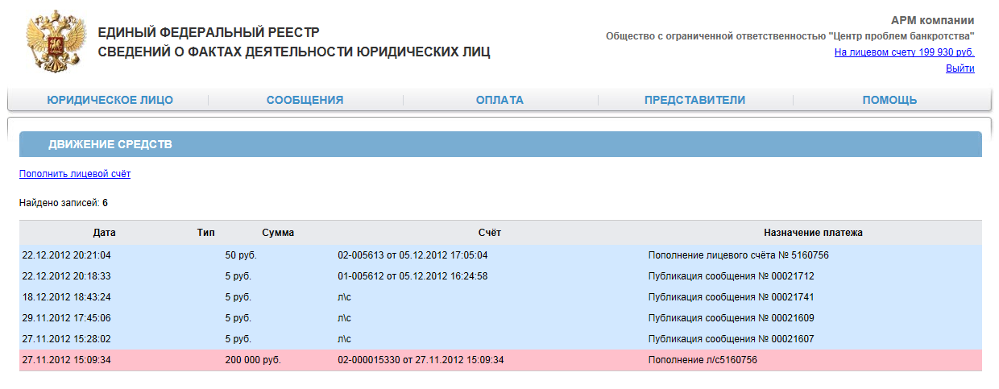 ЕДИНЫЙ ФЕДЕРАЛЬНЫЙ РЕЕСТР
СВЕДЕНИЙ О ФАКТАХ ДЕЯТЕЛЬНОСТИ ЮРИДИЧЕСКИХ ЛИЦ
АРМ компании
Общество с ограниченной ответственностью "Центр проблем банкротства"
На лицевом счету 199 930 руб.
Выйти
ЮРИДИЧЕСКОЕ ЛИЦО СООБЩЕНИЯ ОПЛАТА ПРЕДСТАВИТЕЛИ ПОМОЩЬ
ДВИЖЕНИЕ СРЕДСТВ
Пополнить лицевой счёт
Найдено записей: 6
Дата Тип Сумма Счёт Назначение платежа
22.12.2012 20:21:04 50 руб. 02-005613 от 05.12.2012 17:05:04 Пополнение лицевого счёта № 5160756
22.12.2012 20:18:33 5 руб. 01-005612 от 05.12.2012 16:24:58 Публикация сообщения № 00021712
18.12.2012 18:43:24 5 руб. л\с Публикация сообщения № 00021741
29.11.2012 17:45:06 5 руб. л\с Публикация сообщения № 00021609
27.11.2012 15:28:02 5 руб. л\с Публикация сообщения № 00021607
27.11.2012 15:09:34 200 000 руб. 02-000015330 от 27.11.2012 15:09:34 Пополнение л/с5160756